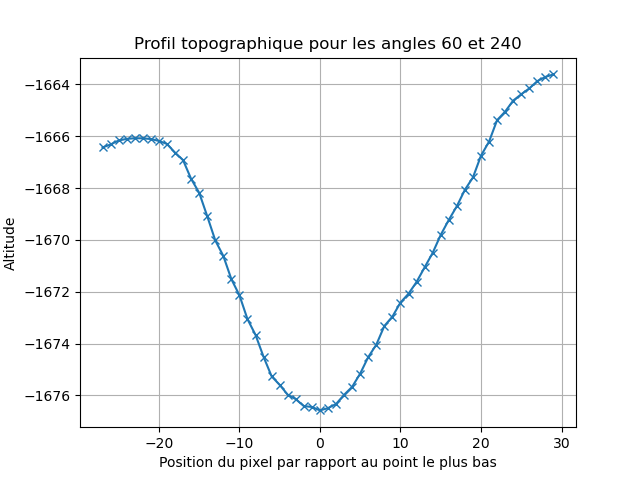 Profil topographique pour les angles 60 et 240
−1664
−1666
−1668
−1670
−1672
−1674
−1676
Altitude
−20 −10 0 10 20 30
Position du pixel par rapport au point le plus bas